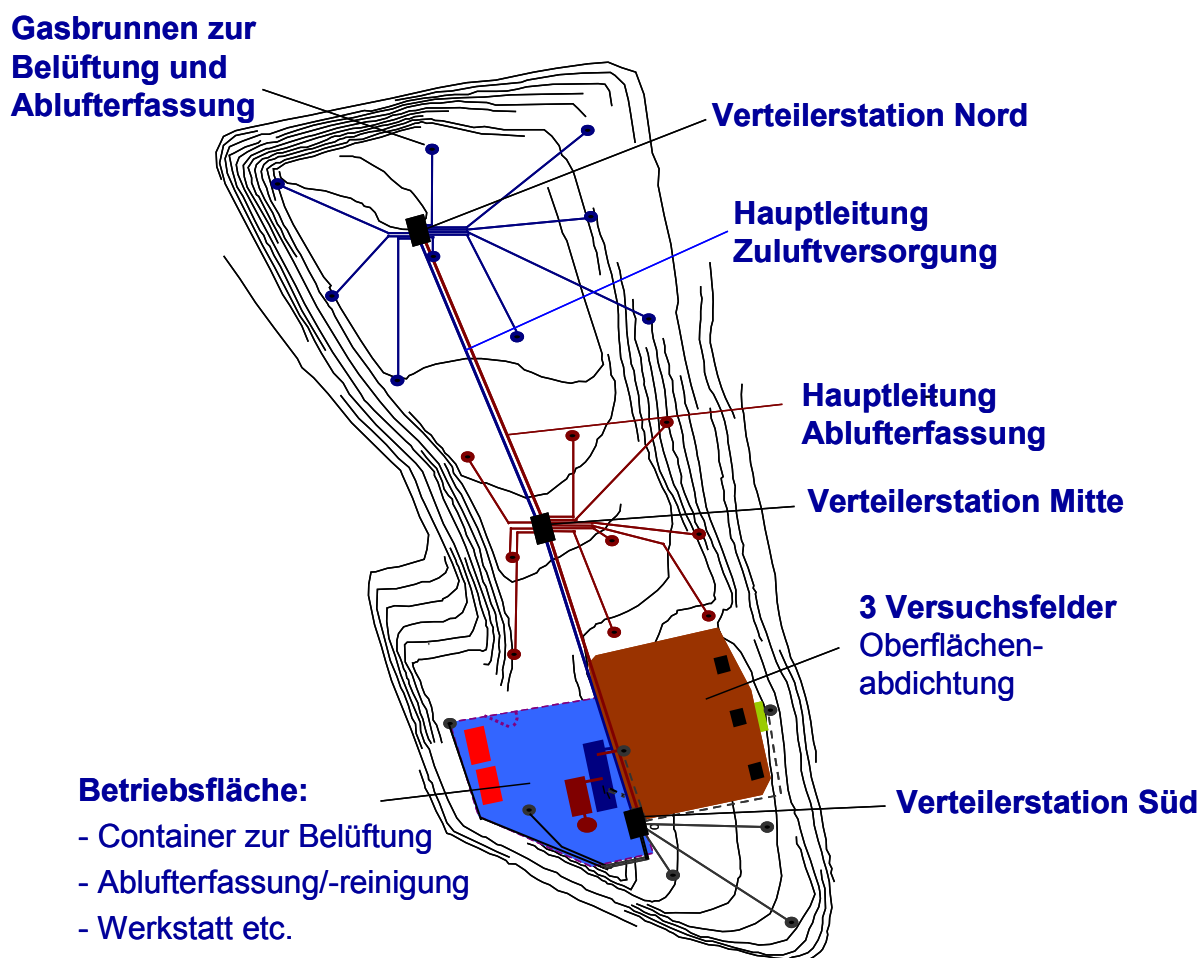 Gasbrunnen zur
Belüftung und
Ablufterfassung
Verteilerstation Nord
Hauptleitung
Zuluftversorgung
Hauptleitung
Ablufterfassung
Verteilerstation Mitte
3 Versuchsfelder
Oberflächen-
abdichtung
Betriebsfläche:
- Container zur Belüftung
- Ablufterfassung/-reinigung
- Werkstatt etc.
Verteilerstation Süd